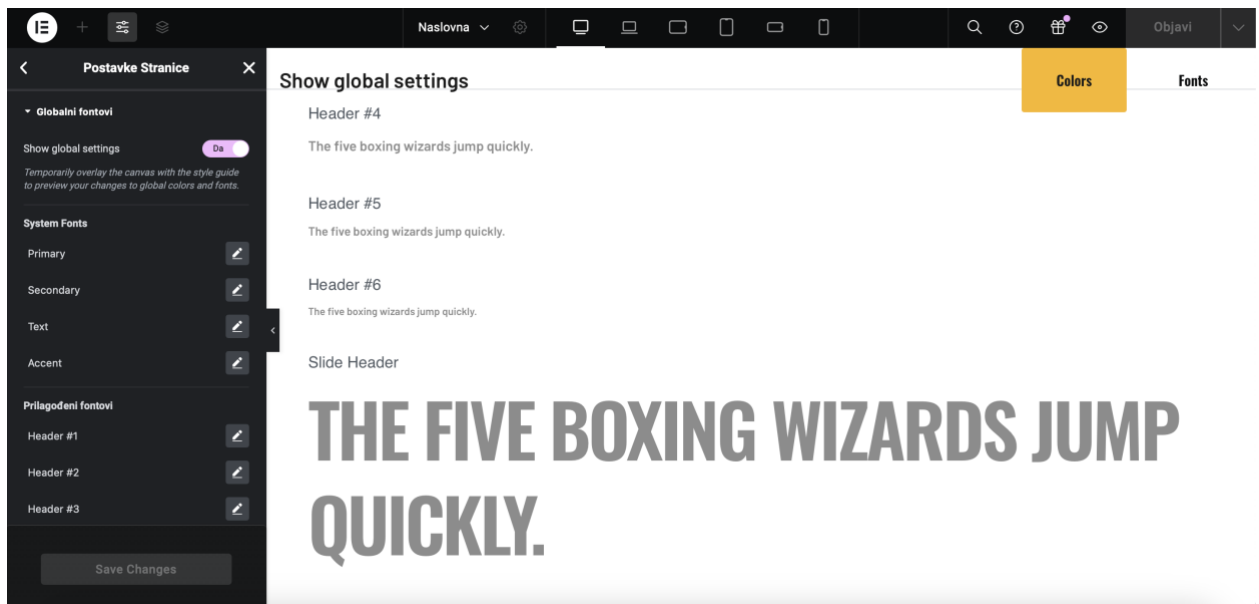 Naslovna
Objavi
Postavke Stranice
Globalni fontovi
Show global settings
Da
Temporarily overlay the canvas with the style guide
to preview your changes to global colors and fonts.
System Fonts
Primary
Secondary
Text
Accent
Prilagođeni fontovi
Header #1
Header #2
Header #3
Save Changes
Show global settings
Colors
Fonts
Header #4
The five boxing wizards jump quickly.
Header #5
The five boxing wizards jump quickly.
Header #6
The five boxing wizards jump quickly.
Slide Header
THE FIVE BOXING WIZARDS JUMP
QUICKLY.